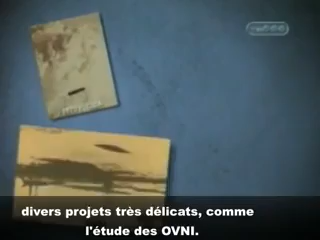 divers projets très délicats, comme
l'étude des OVNI.